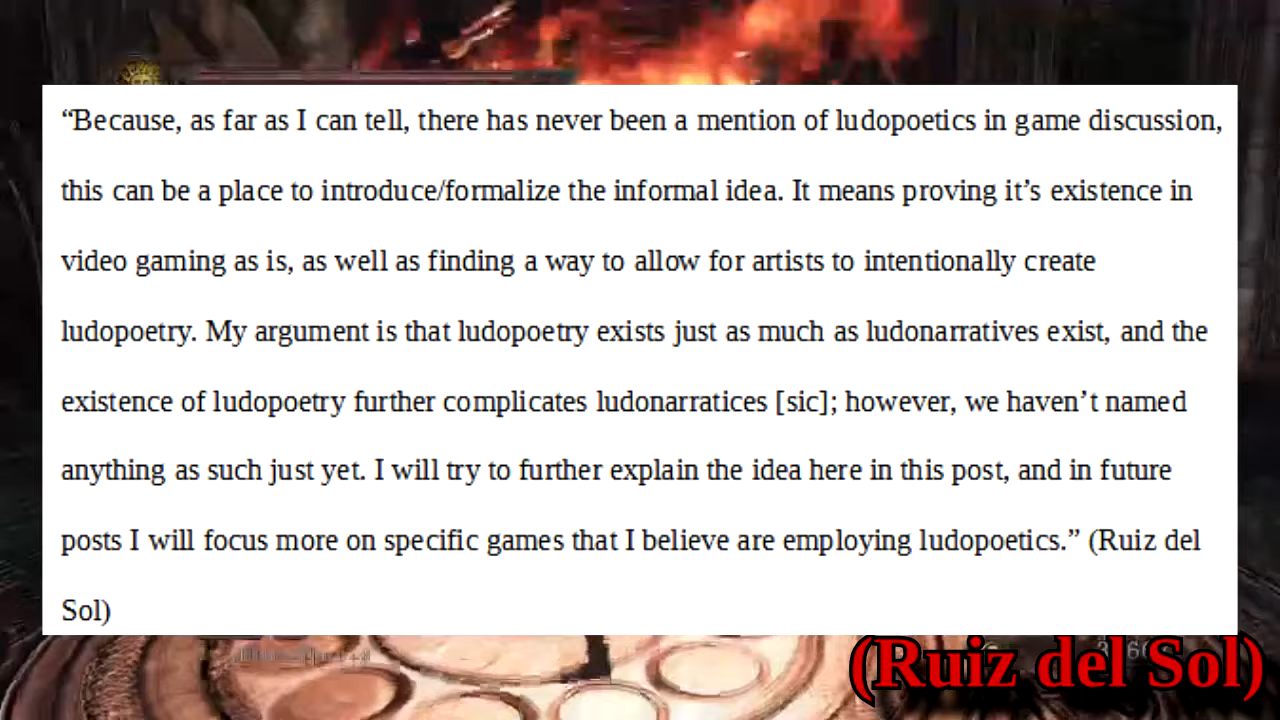 “Because, as far as I can tell, there has never been a mention of ludopoetics in game discussion,
this can be a place to introduce/formalize the informal idea. It means proving it’s existence in
video gaming as is, as well as finding a way to allow for artists to intentionally create
ludopoetry. My argument is that ludopoetry exists just as much as ludonarratives exist, and the
existence of ludopoetry further complicates ludonarratices [sic]; however, we haven’t named
anything as such just yet. I will try to further explain the idea here in this post, and in future
posts I will focus more on specific games that I believe are employing ludopoetics.” (Ruiz del
Sol)
(Ruiz del Sol)